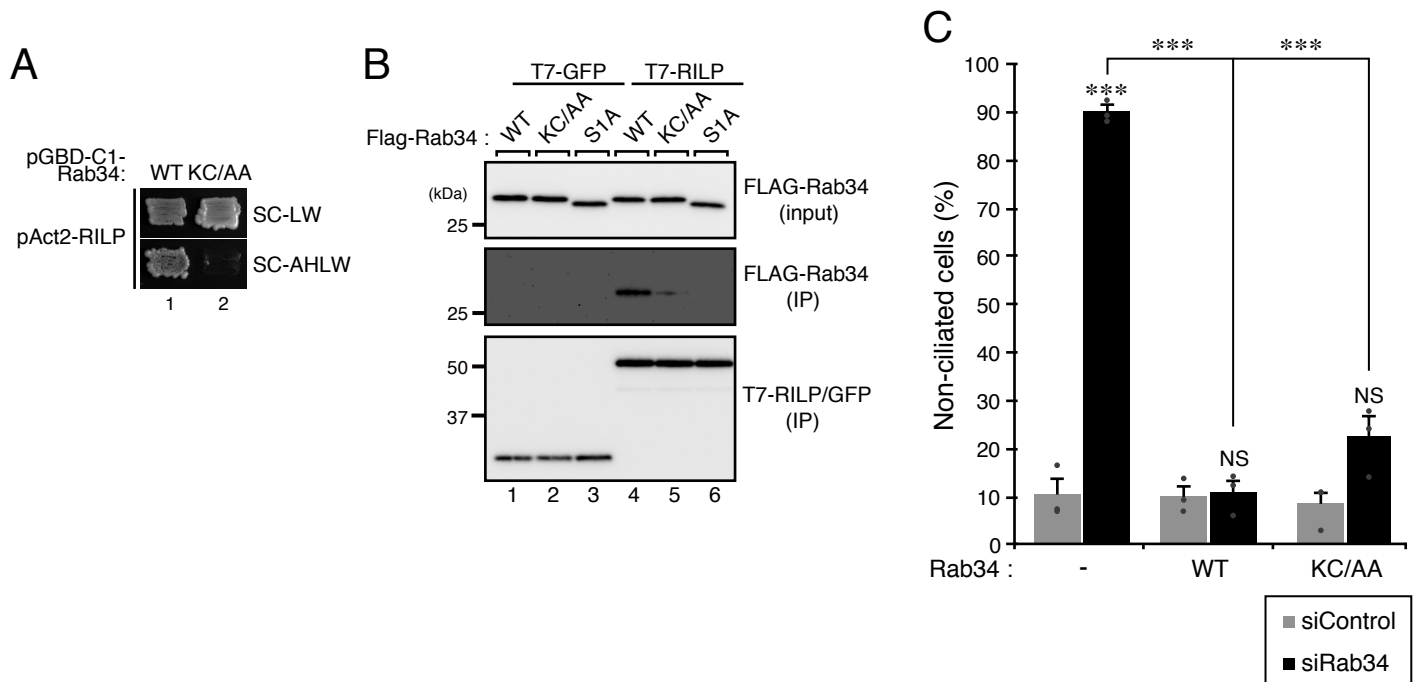 A
pGBD-C1-
Rab34:
WT KC/AA
pAct2-RILP
SC-LW
SC-AHLW
1 2
B
T7-GFP T7-RILP
Flag-Rab34 : WT KC/AA S1A WT KC/AA S1A
(kDa)
25
FLAG-Rab34
(input)
25
FLAG-Rab34
(IP)
50
37
T7-RILP/GFP
(IP)
1 2 3 4 5 6
C
*** ***
***
NS
NS
Non-ciliated cells (%)
100
90
80
70
60
50
40
30
20
10
0
Rab34 : - WT KC/AA
siControl
siRab34